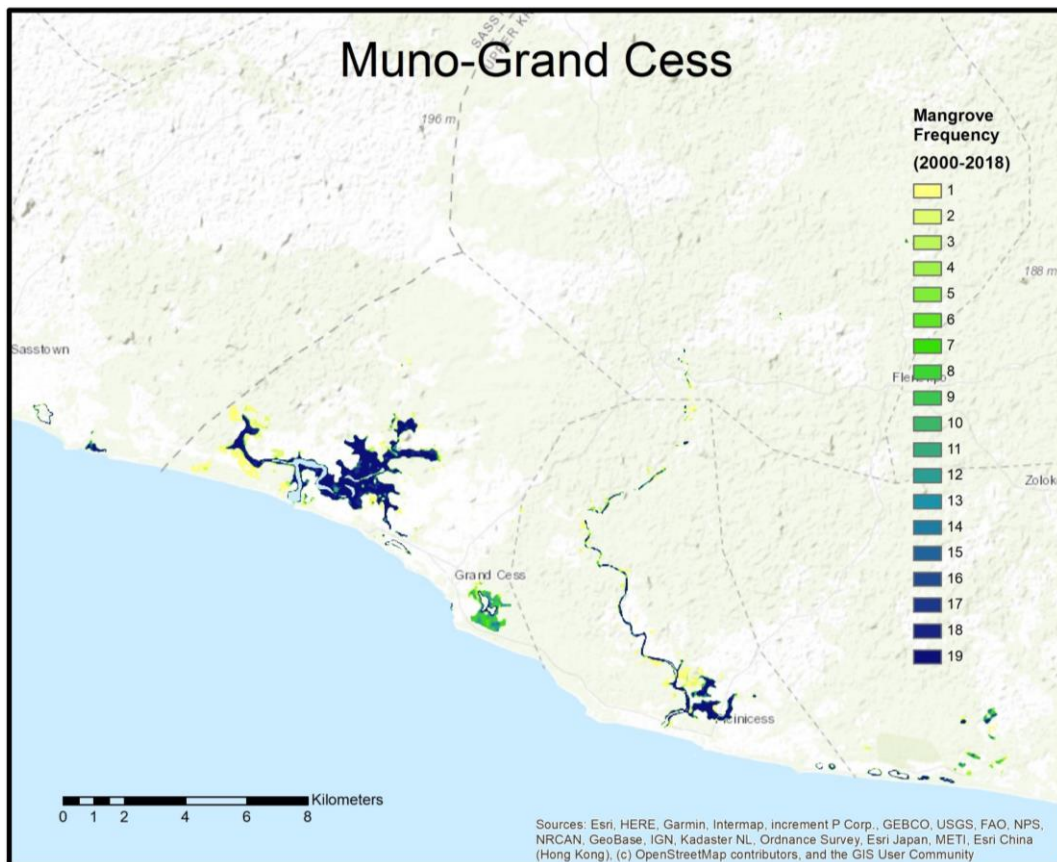 Muno-Grand Cess
196 m
Mangrove
Frequency
(2000-2018)
1
2
3
4
5
6
7
8
9
10
11
12
13
14
15
16
17
18
19
188 m
Sasstown
Grand Cess
Kilometers
0 1 2 4 6 8
Sources: Esri, HERE, Garmin, Intermap, increment P Corp., GEBCO, USGS, FAO, NPS,
NRCAN, GeoBase, IGN, Kadaster NL, Ordnance Survey, Esri Japan, METI, Esri China
(Hong Kong), (c) OpenStreetMap contributors, and the GIS User Community